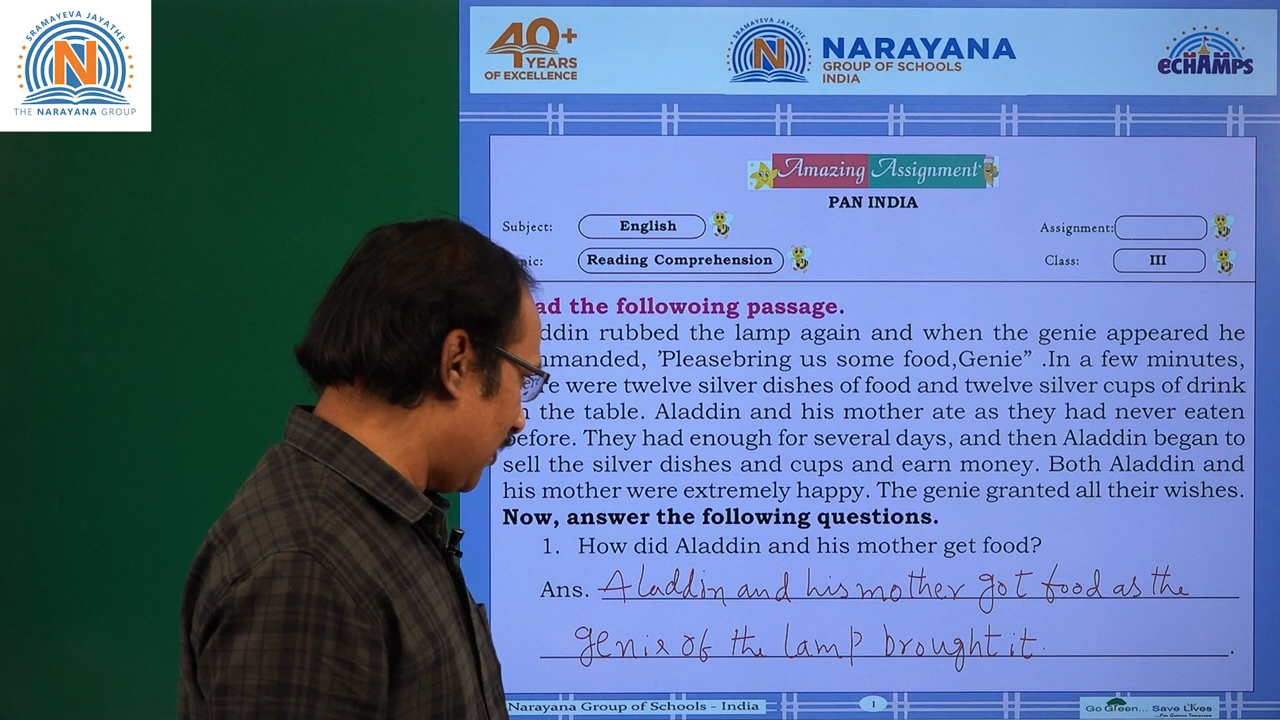 SRAMAYEVA JAYATHE
N
THE NARAYANA GROUP
40+
YEARS
OF EXCELLENCE
SRAMAYEVA JAYATHE
N
NARAYANA
GROUP OF SCHOOLS
INDIA
eCHAMPS
Amazing Assignment
PAN INDIA
Subject: English Assignment:
pic: Reading Comprehension Class: III
ad the followoing passage.
ddin rubbed the lamp again and when the genie appeared he
mmanded, ’Pleasebring us some food,Genie” .In a few minutes,
re were twelve silver dishes of food and twelve silver cups of drink
n the table. Aladdin and his mother ate as they had never eaten
before. They had enough for several days, and then Aladdin began to
sell the silver dishes and cups and earn money. Both Aladdin and
his mother were extremely happy. The genie granted all their wishes.
Now, answer the following questions.
1. How did Aladdin and his mother get food?
Ans. Aladdin and his mother got food as the
genie of the lamp brought it.
Narayana Group of Schools - India
1
Go Green... Save Lives